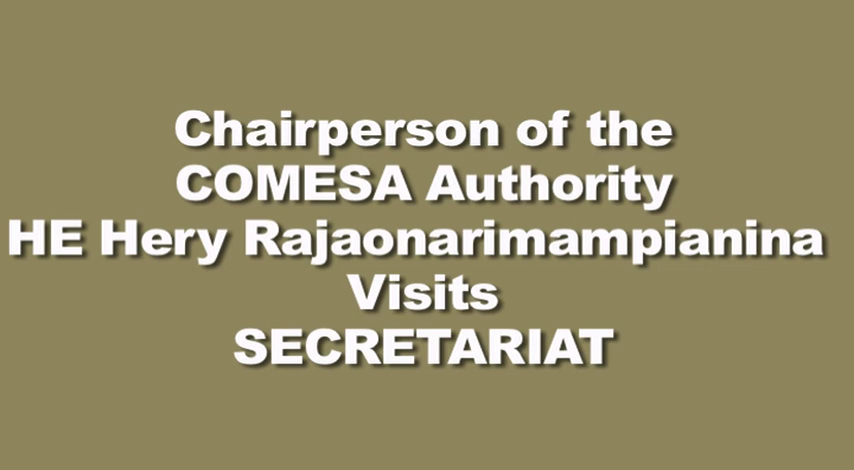 Chairperson of the
COMESA Authority
HE Hery Rajaonarimampianina
Visits
SECRETARIAT